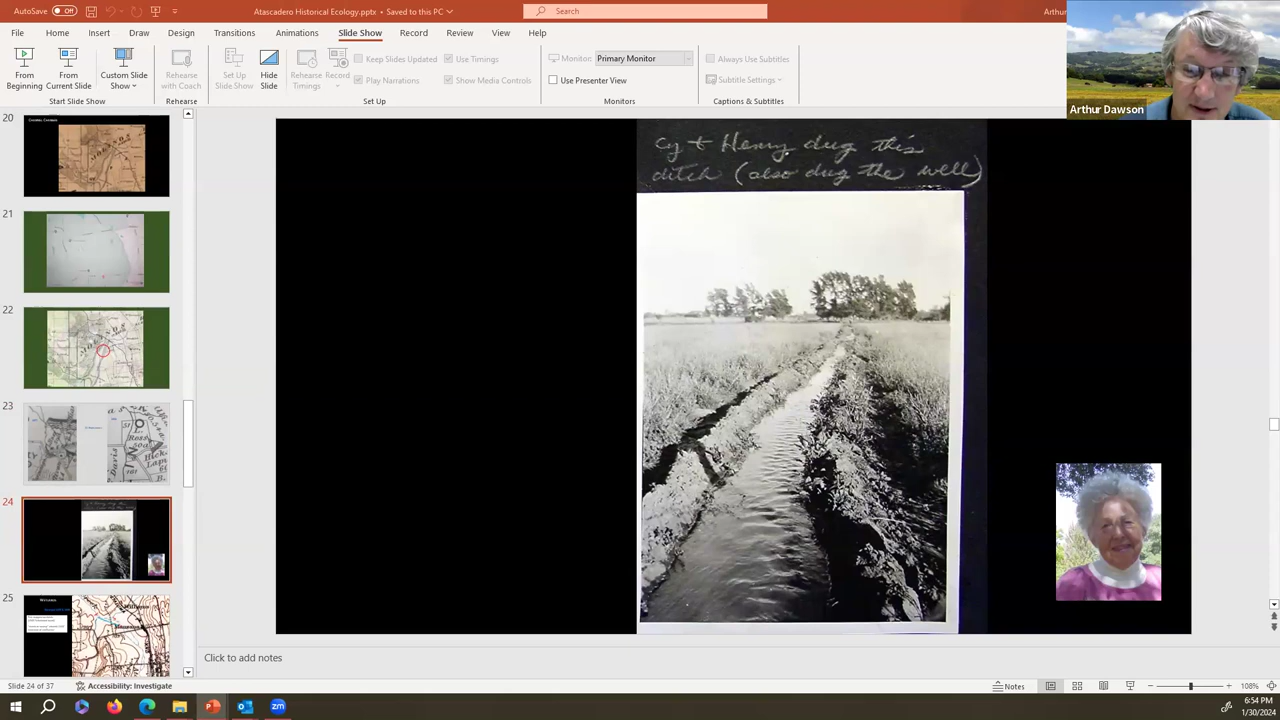 AutoSave Off
Atascadero Historical Ecology.pptx • Saved to this PC
Search
Arthur Dawson
File Home Insert Draw Design Transitions Animations Slide Show Record Review View Help
From Beginning
From Current Slide
Custom Slide Show
Start Slide Show
Rehearse with Coach
Rehearse
Set Up Slide Show
Hide Slide
Rehearse Timings
Record
Keep Slides Updated
Play Narrations
Use Timings
Show Media Controls
Set Up
Monitor: Primary Monitor
Use Presenter View
Monitors
Always Use Subtitles
Subtitle Settings
Captions & Subtitles
20
21
22
23
24
25
Cy + Henry dug this
ditch (also dug the well)
Click to add notes
Slide 24 of 37 Accessibility: Investigate
Notes
108%
6:54 PM
1/30/2024